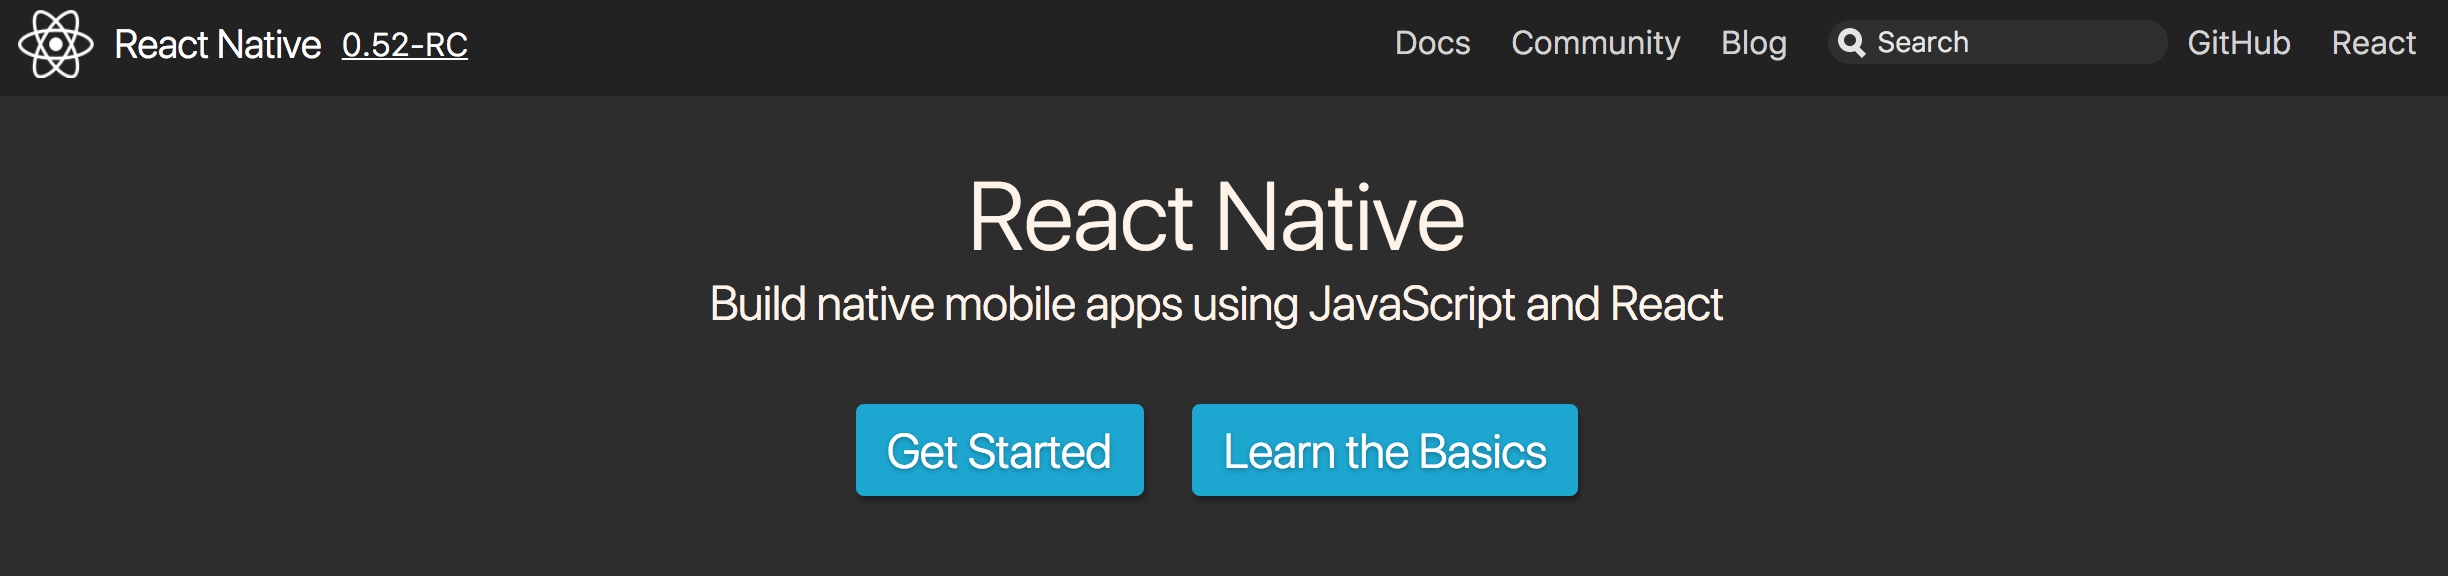 React Native 0.52-RC Docs Community Blog Search GitHub React
React Native
Build native mobile apps using JavaScript and React
Get Started Learn the Basics